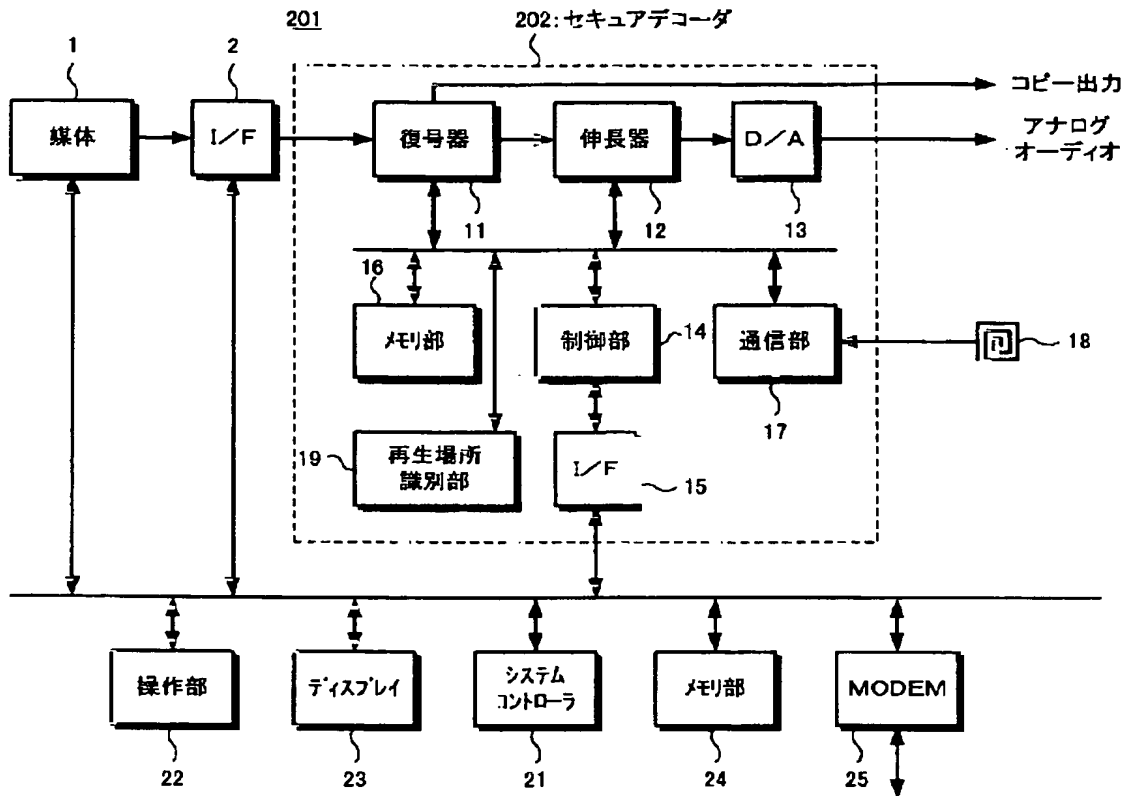 201
202:セキュアデコーダ
1
2
媒体
I/F
復号器
伸長器
D/A
コピー出力
アナログ
オーディオ
11
12
13
16
メモリ部
制御部
14
通信部
18
17
19
再生場所
識別部
I/F
15
操作部
ディスプレイ
システム
コントローラ
メモリ部
MODEM
22
23
21
24
25